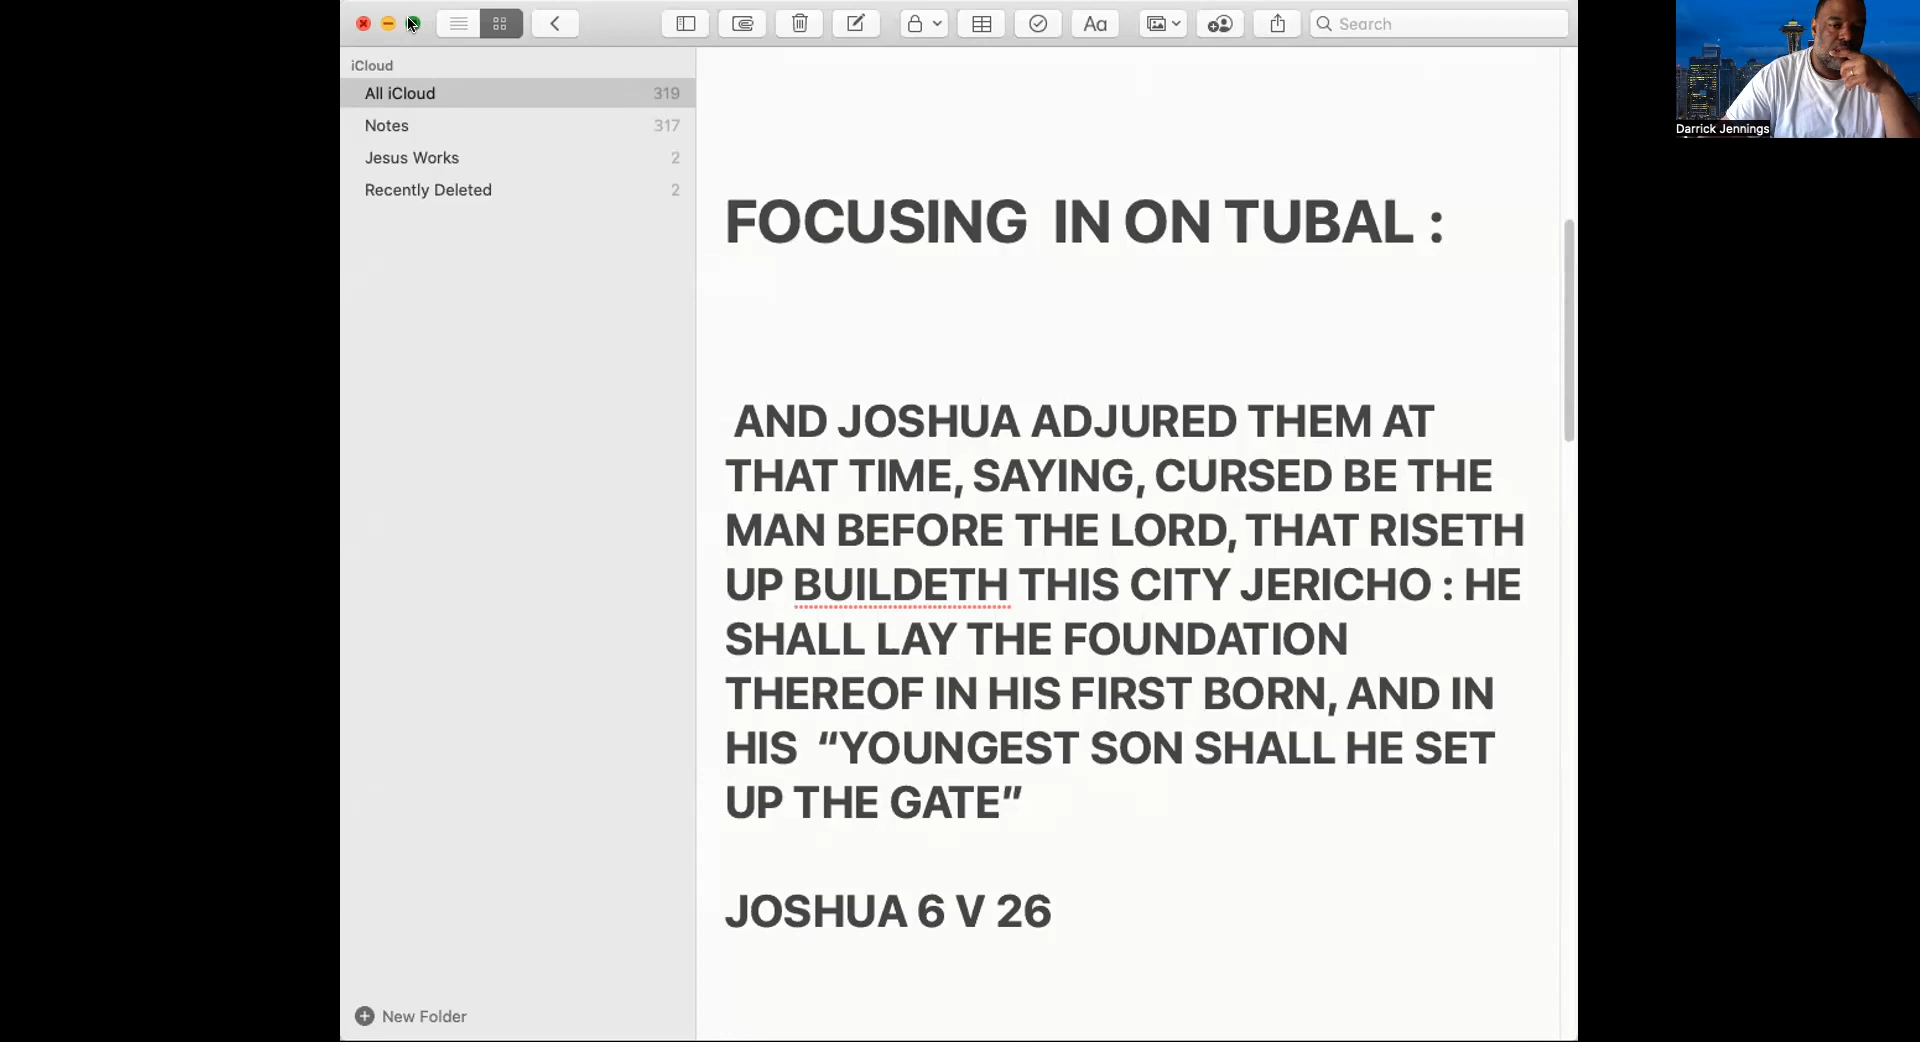 Search
iCloud
All iCloud 319
Notes 317
Jesus Works 2
Recently Deleted 2
New Folder
Aa
FOCUSING  IN ON TUBAL :
AND JOSHUA ADJURED THEM AT
THAT TIME, SAYING, CURSED BE THE
MAN BEFORE THE LORD, THAT RISETH
UP BUILDETH THIS CITY JERICHO : HE
SHALL LAY THE FOUNDATION
THEREOF IN HIS FIRST BORN, AND IN
HIS  “YOUNGEST SON SHALL HE SET
UP THE GATE”
JOSHUA 6 V 26
Darrick Jennings